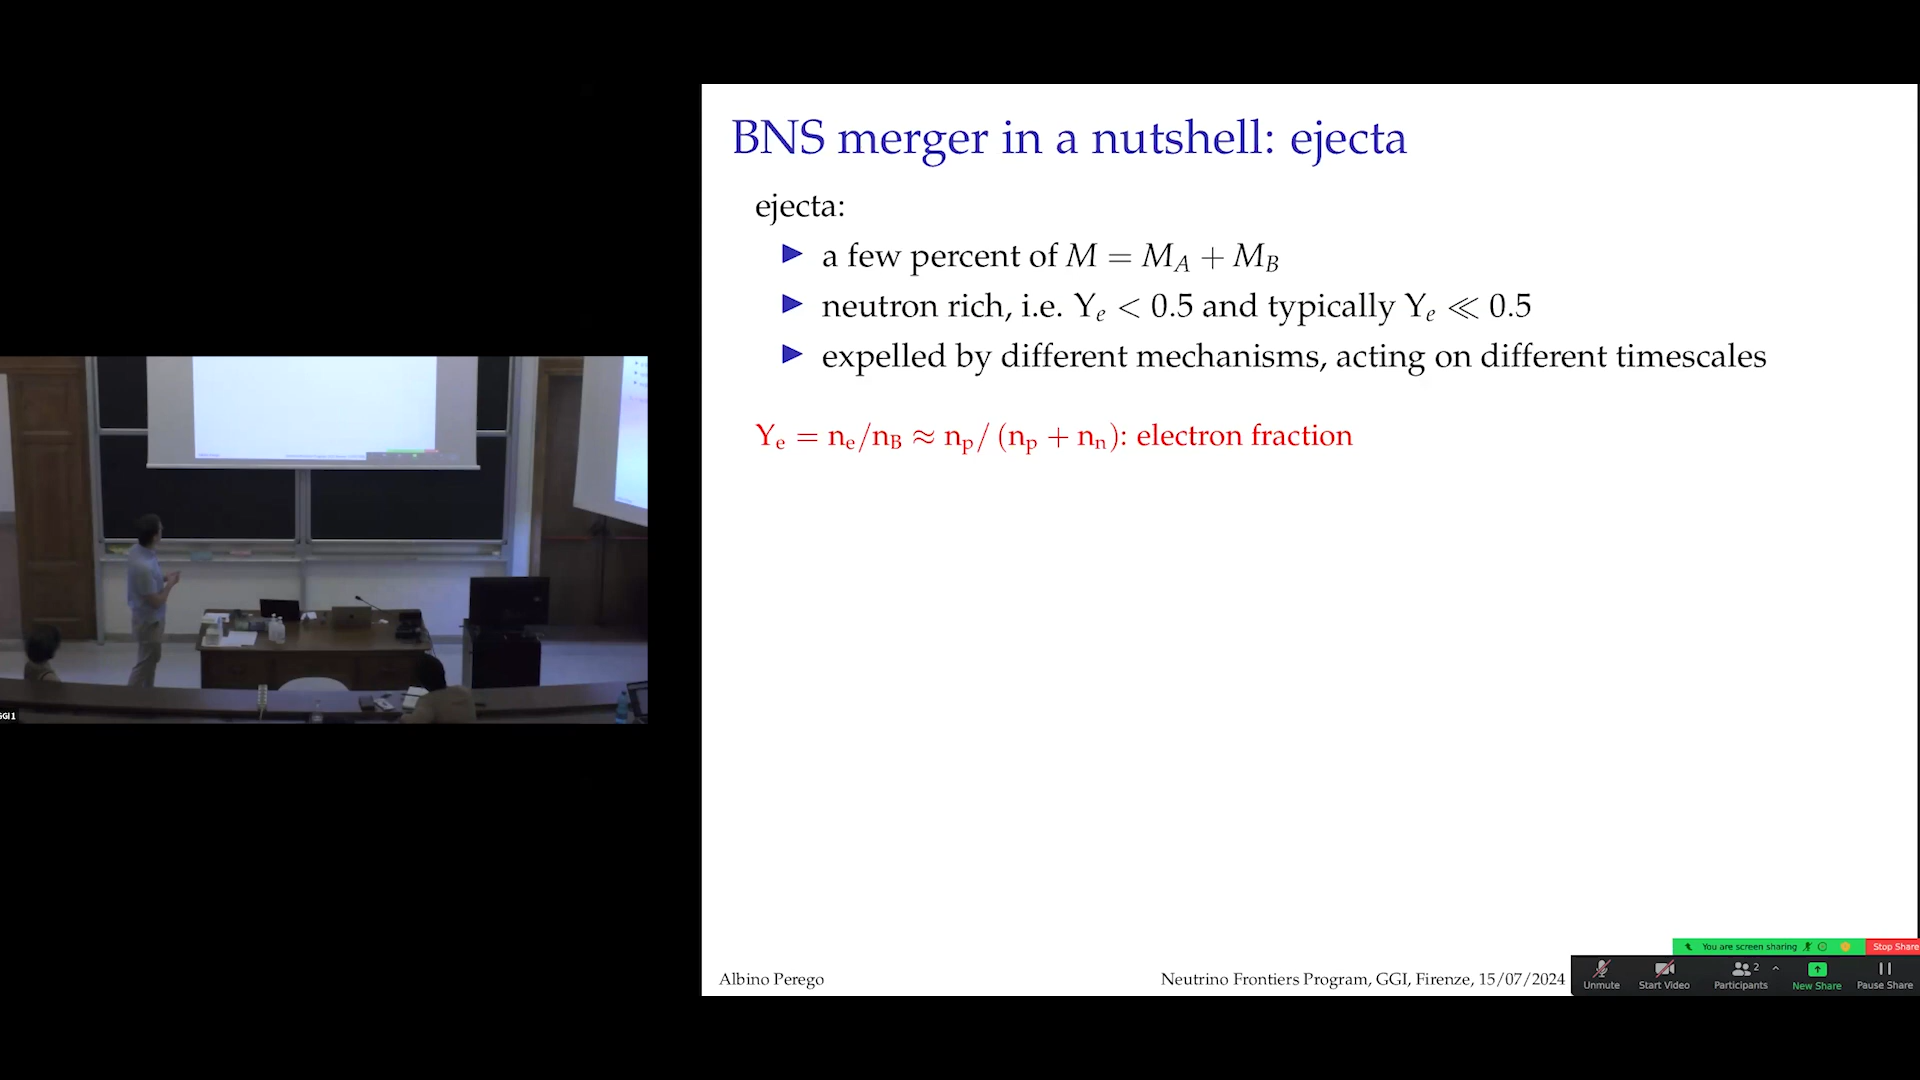 BNS merger in a nutshell: ejecta
ejecta:
▶ a few percent of M = M_A + M_B
▶ neutron rich, i.e. Y_e < 0.5 and typically Y_e ≪ 0.5
▶ expelled by different mechanisms, acting on different timescales
Y_e = n_e/n_B ≈ n_p/ (n_p + n_n): electron fraction
GGI 1
You are screen sharing
Stop Share
Albino Perego
Neutrino Frontiers Program, GGI, Firenze, 15/07/2024
Unmute
Start Video
Participants 2
New Share
Pause Share